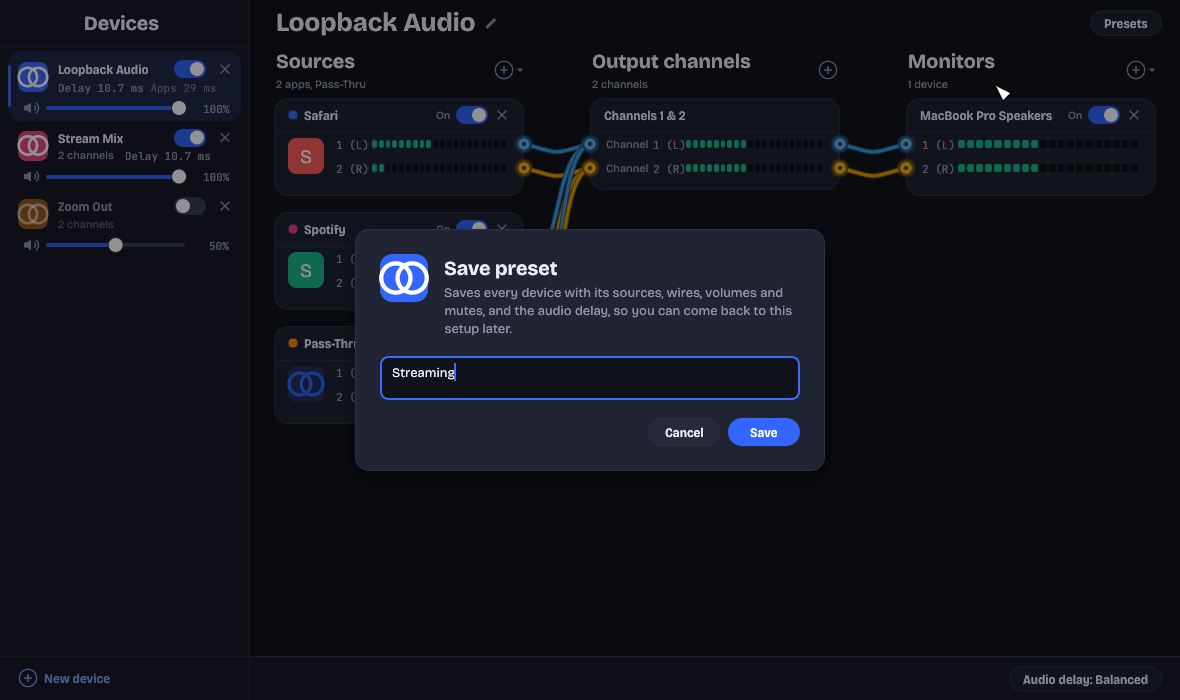 Devices
Loopback Audio
Delay 10.7 ms Apps 29 ms
100%
Stream Mix
2 channels Delay 10.7 ms
100%
Zoom Out
2 channels
50%
New device
Loopback Audio
Presets
Sources
2 apps, Pass-Thru
Output channels
2 channels
Monitors
1 device
Safari On
S
1 (L)
2 (R)
Channels 1 & 2
Channel 1 (L)
Channel 2 (R)
MacBook Pro Speakers On
1 (L)
2 (R)
Spotify On
S
1 (
2 (
Pass-Thru
1 (
2 (
Save preset
Saves every device with its sources, wires, volumes and
mutes, and the audio delay, so you can come back to this
setup later.
Streaming
Cancel Save
Audio delay: Balanced